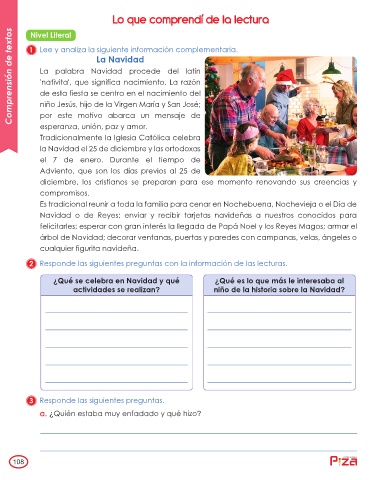 Lo que comprendí de la lectura
Comprensión de textos
Nivel Literal
1 Lee y analiza la siguiente información complementaria.
La Navidad
La palabra Navidad procede del latín
'nativita', que significa nacimiento. La razón
de esta fiesta se centra en el nacimiento del
niño Jesús, hijo de la Virgen María y San José;
por este motivo abarca un mensaje de
esperanza, unión, paz y amor.
Tradicionalmente la Iglesia Católica celebra
la Navidad el 25 de diciembre y las ortodoxas
el 7 de enero. Durante el tiempo de
Adviento, que son los días previos al 25 de
diciembre, los cristianos se preparan para ese momento renovando sus creencias y
compromisos.
Es tradicional reunir a toda la familia para cenar en Nochebuena, Nochevieja o el Día de
Navidad o de Reyes; enviar y recibir tarjetas navideñas a nuestros conocidos para
felicitarles; esperar con gran interés la llegada de Papá Noel y los Reyes Magos; armar el
árbol de Navidad; decorar ventanas, puertas y paredes con campanas, velas, ángeles o
cualquier figurita navideña.
2 Responde las siguientes preguntas con la información de las lecturas.
¿Qué se celebra en Navidad y qué
actividades se realizan?
¿Qué es lo que más le interesaba al
niño de la historia sobre la Navidad?
3 Responde las siguientes preguntas.
a. ¿Quién estaba muy enfadado y qué hizo?
108